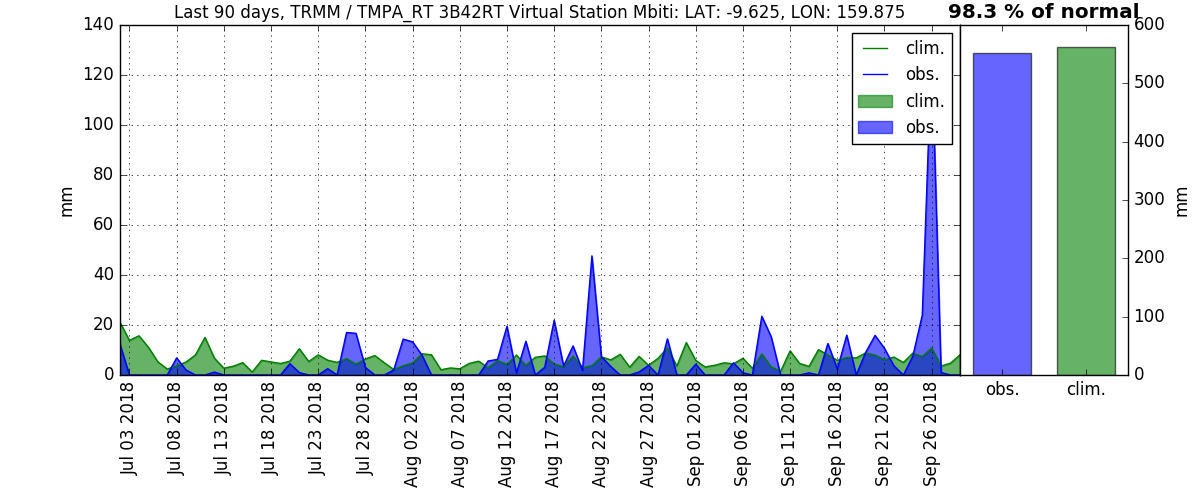 Last 90 days, TRMM / TMPA_RT 3B42RT Virtual Station Mbiti: LAT: -9.625, LON: 159.875
98.3 % of normal
clim.
obs.
clim.
obs.
140
120
100
80
60
40
20
0
mm
600
500
400
300
200
100
0
mm
Jul 03 2018
Jul 08 2018
Jul 13 2018
Jul 18 2018
Jul 23 2018
Jul 28 2018
Aug 02 2018
Aug 07 2018
Aug 12 2018
Aug 17 2018
Aug 22 2018
Aug 27 2018
Sep 01 2018
Sep 06 2018
Sep 11 2018
Sep 16 2018
Sep 21 2018
Sep 26 2018
obs.
clim.